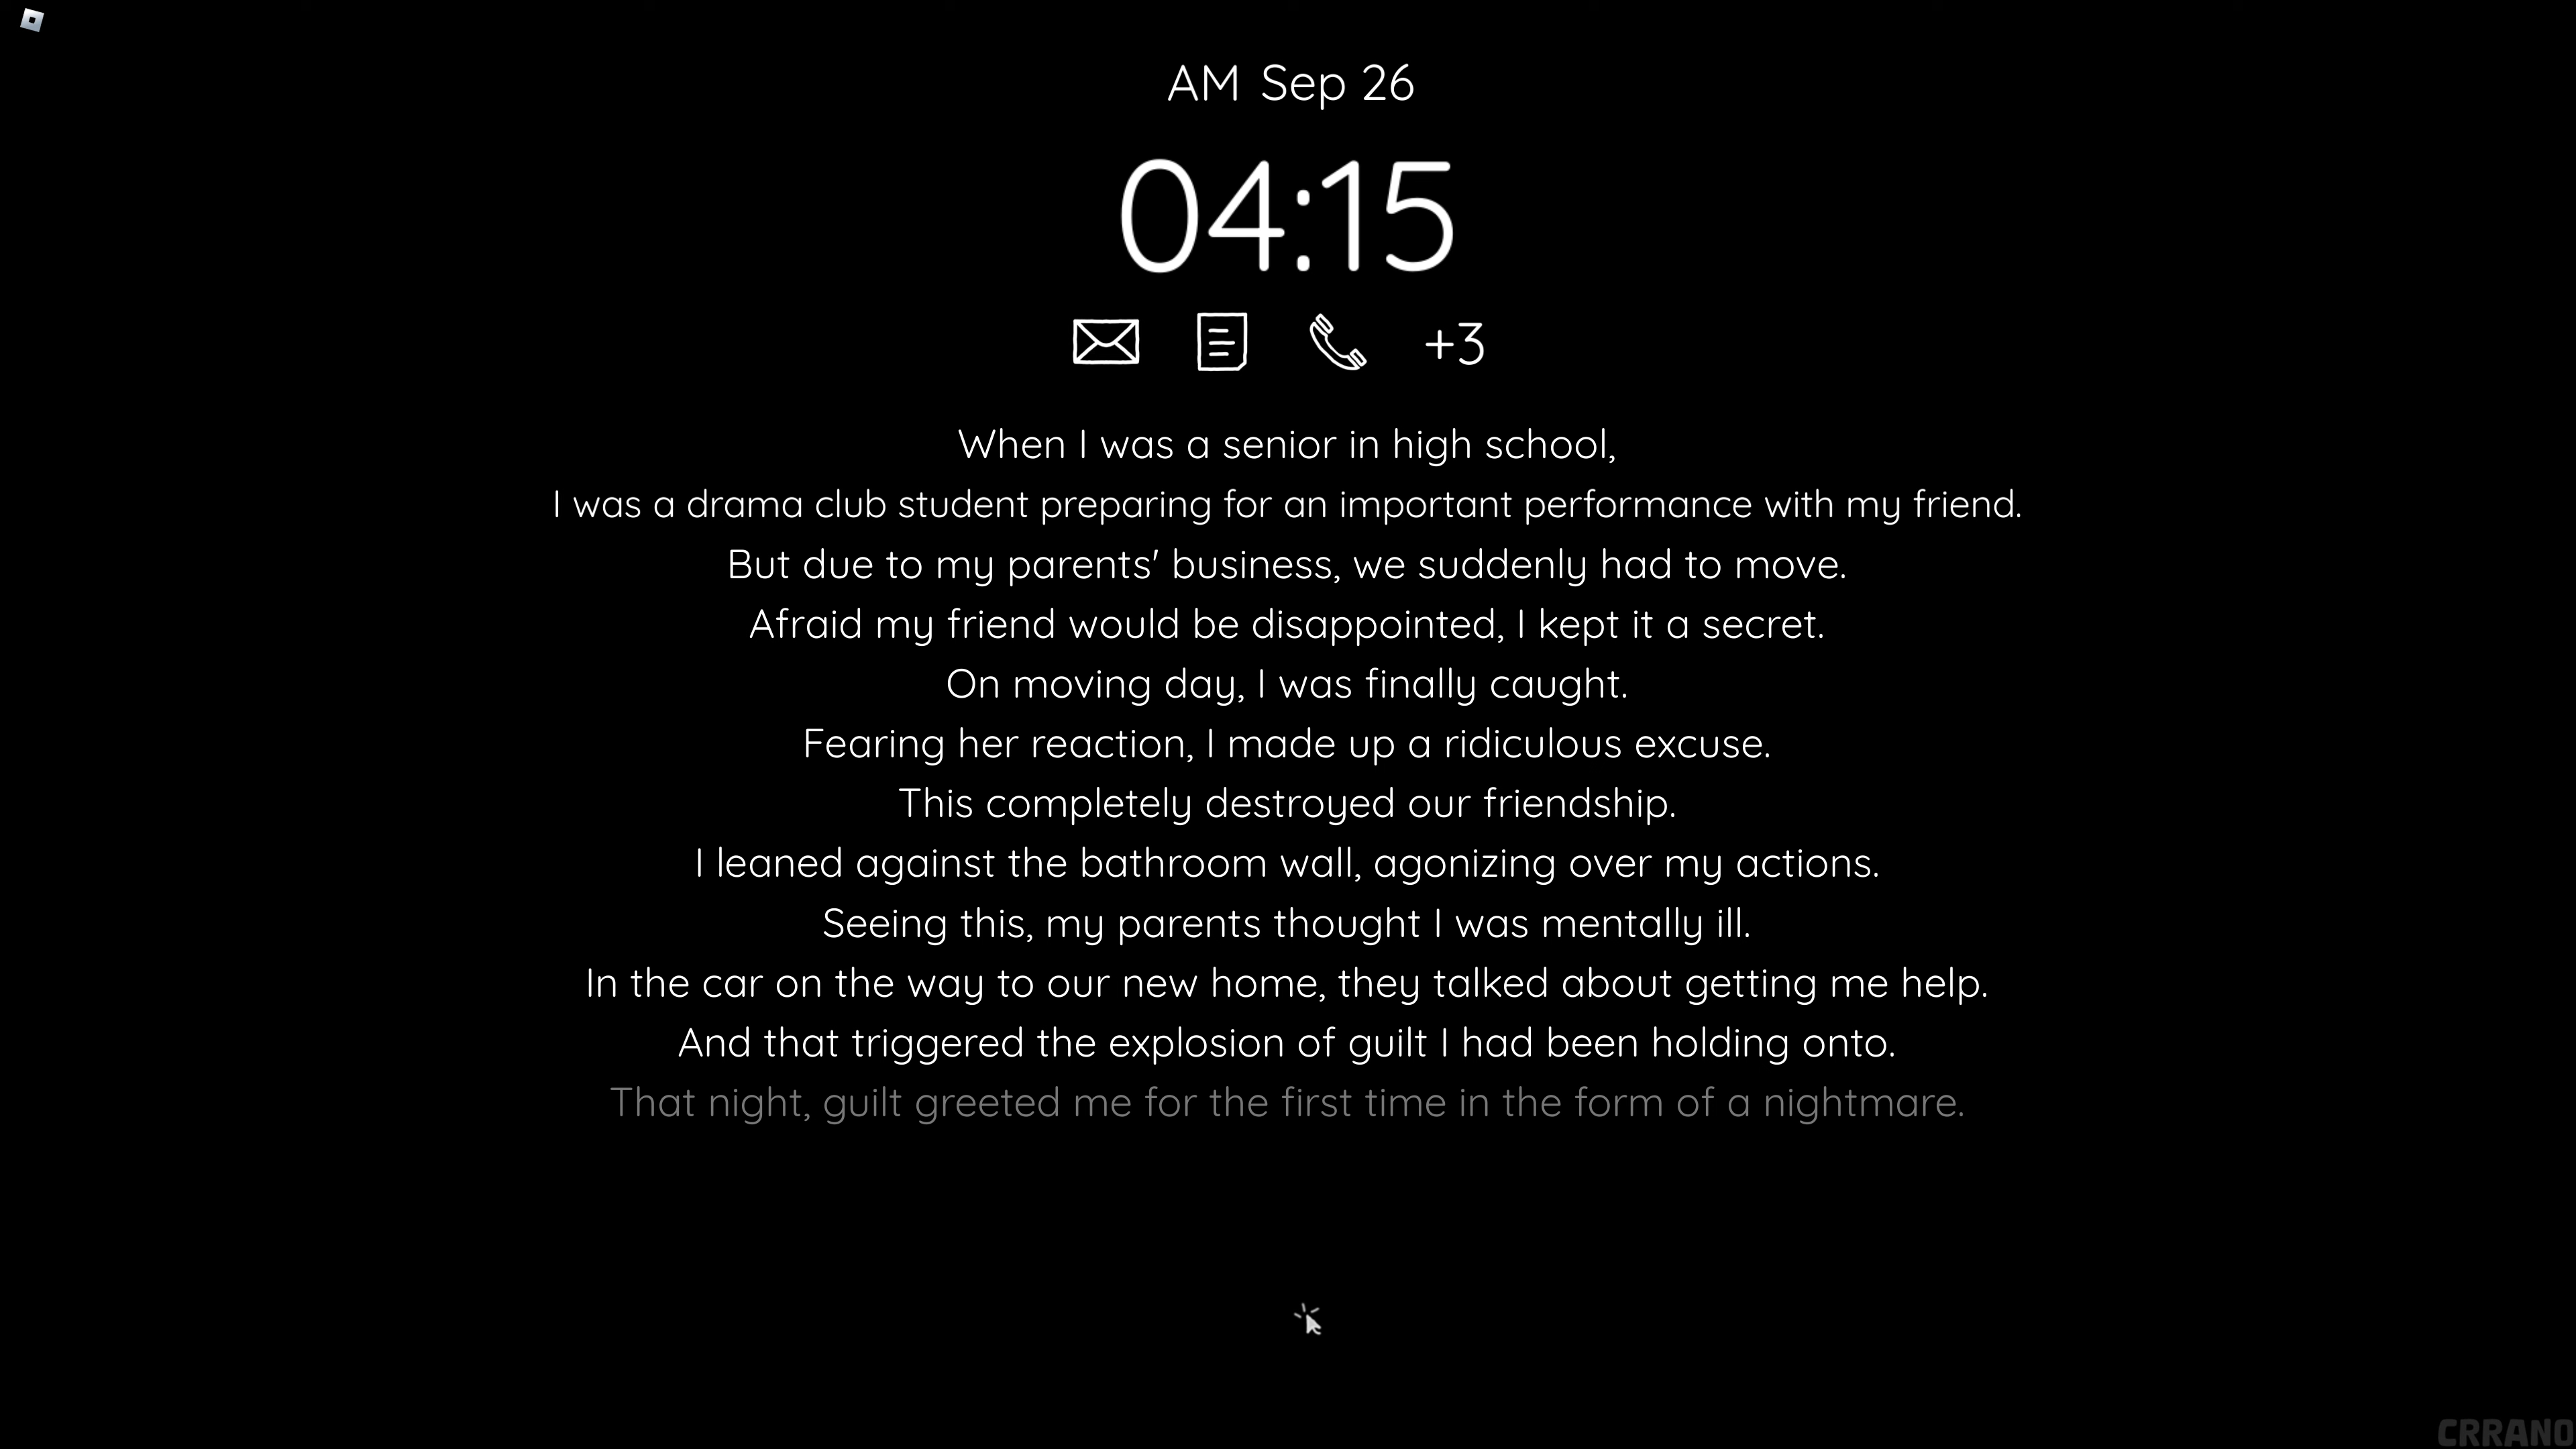 AM Sep 26
04:15
+3
When I was a senior in high school,
I was a drama club student preparing for an important performance with my friend.
But due to my parents' business, we suddenly had to move.
Afraid my friend would be disappointed, I kept it a secret.
On moving day, I was finally caught.
Fearing her reaction, I made up a ridiculous excuse.
This completely destroyed our friendship.
I leaned against the bathroom wall, agonizing over my actions.
Seeing this, my parents thought I was mentally ill.
In the car on the way to our new home, they talked about getting me help.
And that triggered the explosion of guilt I had been holding onto.
That night, guilt greeted me for the first time in the form of a nightmare.
CRRANO